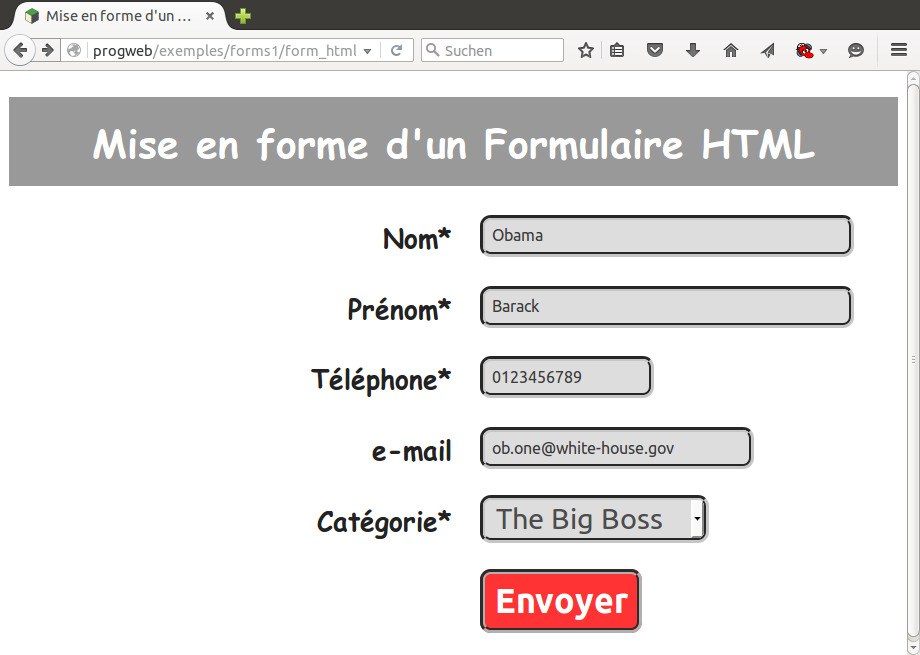 Mise en forme d'un ...
progweb/exemples/forms1/form_html
Suchen
Mise en forme d'un Formulaire HTML
Nom* Obama
Prénom* Barack
Téléphone* 0123456789
e-mail ob.one@white-house.gov
Catégorie* The Big Boss
Envoyer